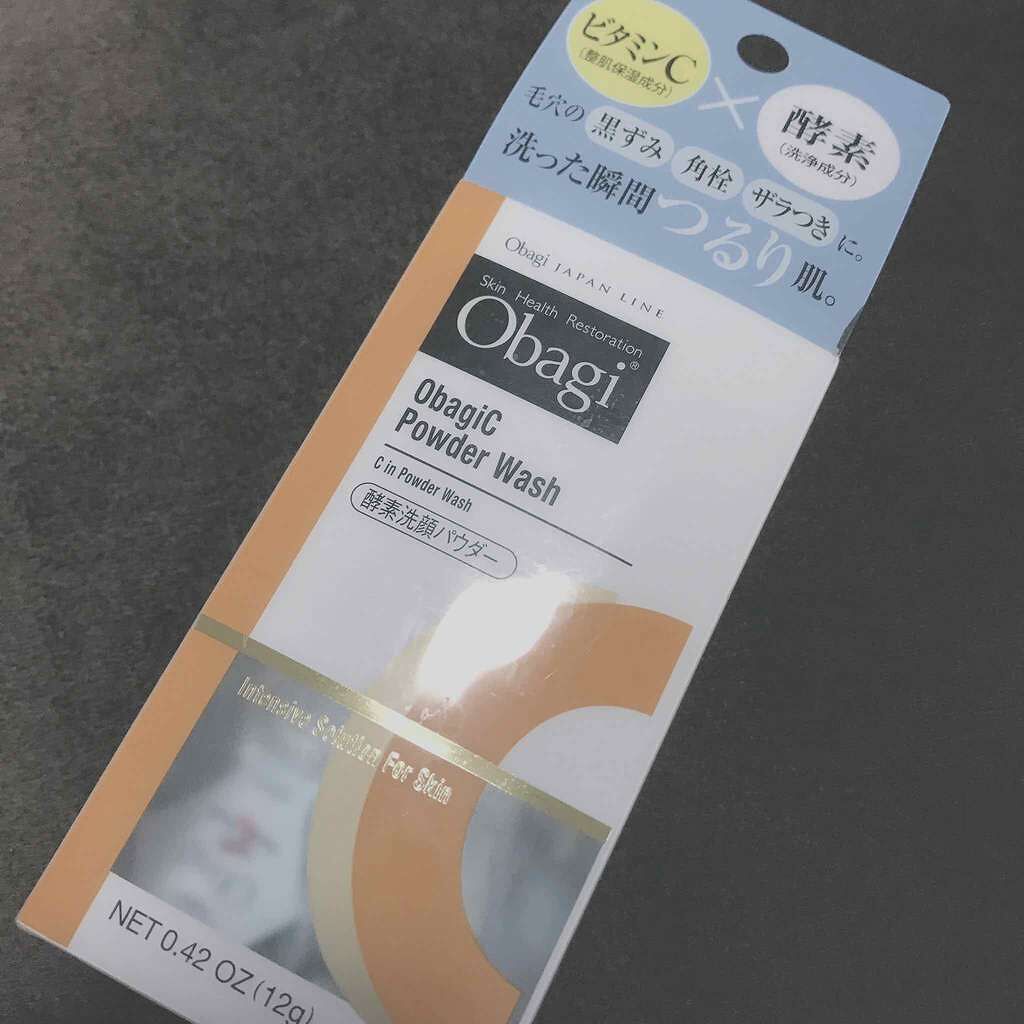 ビタミンC
(整肌保湿成分)
×
酵素
(洗浄成分)
毛穴の 黒ずみ 角栓 ザラつき に。
洗った瞬間つるり肌。
Obagi JAPAN LINE
Skin Health Restoration
Obagi®
ObagiC
Powder Wash
C in Powder Wash
酵素洗顔パウダー
Intensive Solution For Skin
NET 0.42 OZ (12g)